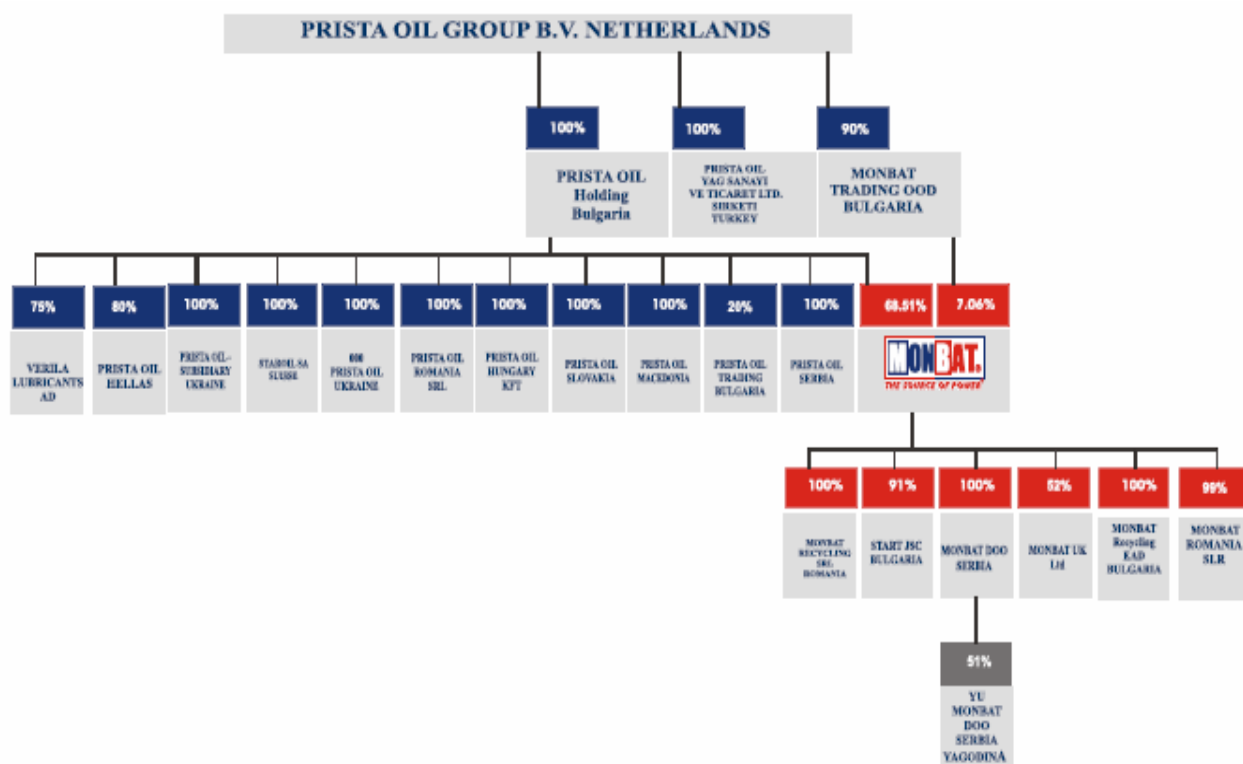 PRISTA OIL GROUP B.V. NETHERLANDS
100%
100%
90%
PRISTA OIL
Holding
Bulgaria
PRISTA OIL
YAG SANAYI
VE TICARET LTD.
SIRKETI
TURKEY
MONBAT
TRADING OOD
BULGARIA
75%
80%
100%
100%
100%
100%
100%
100%
100%
20%
100%
68.51%
7.06%
VERILA
LUBRICANTS
AD
PRISTA OIL
HELLAS
PRISTA OIL-
SUBSIDIARY
UKRAINE
STAROIL SA
SUISSE
OOO
PRISTA OIL
UKRAINE
PRISTA OIL
ROMANIA
SRL
PRISTA OIL
HUNGARY
KFT
PRISTA OIL
SLOVAKIA
PRISTA OIL
MACEDONIA
PRISTA OIL
TRADING
BULGARIA
PRISTA OIL
SERBIA
MONBAT®
THE SOURCE OF POWER
100%
91%
100%
52%
100%
99%
MONBAT
RECYCLING
SRL
ROMANIA
START JSC
BULGARIA
MONBAT DOO
SERBIA
MONBAT UK
Ltd
MONBAT
Recycling
EAD
BULGARIA
MONBAT
ROMANIA
SLR
51%
YU
MONBAT
DOO
SERBIA
YAGODINA